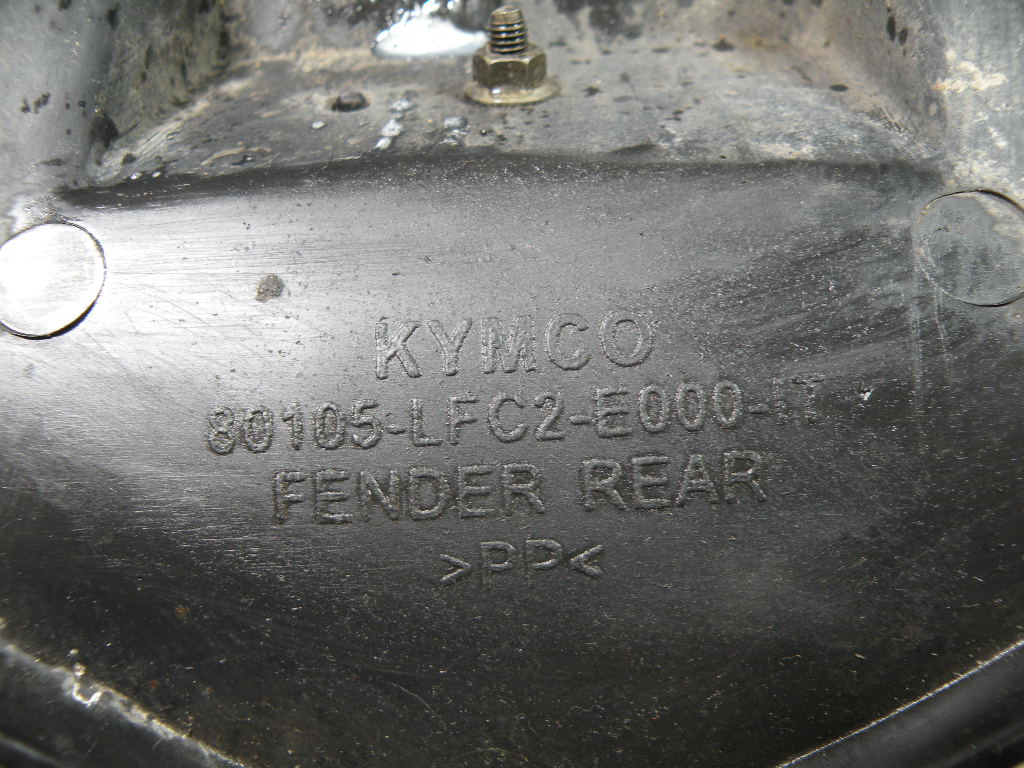 KYMCO
80105-LFC2-E000-IT
FENDER REAR
>PP<